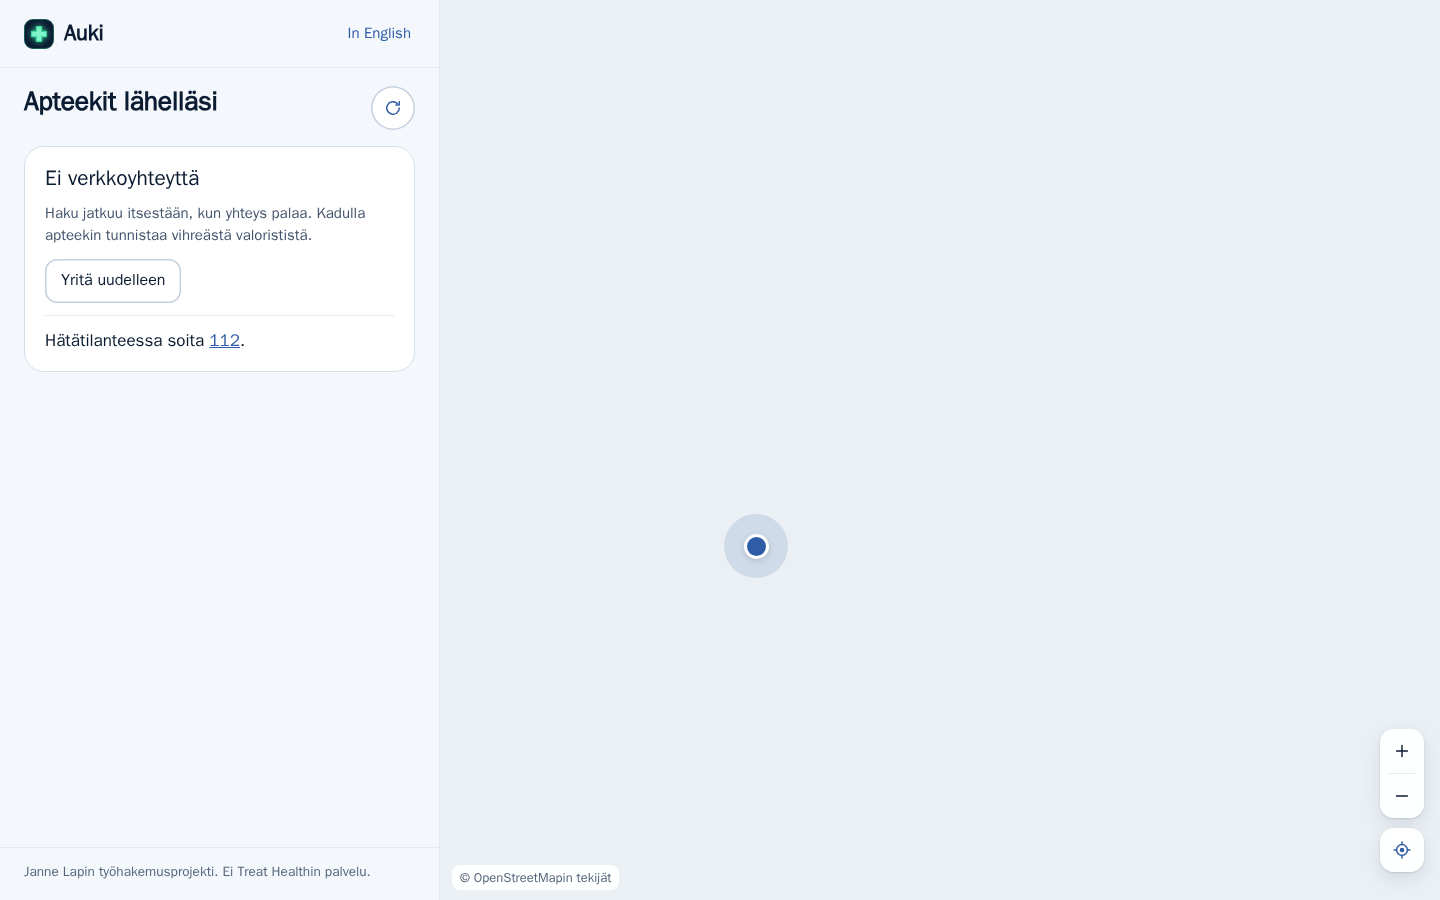 Auki
In English
Apteekit lähelläsi
Ei verkkoyhteyttä
Haku jatkuu itsestään, kun yhteys palaa. Kadulla
apteekin tunnistaa vihreästä valorististä.
Yritä uudelleen
Hätätilanteessa soita 112.
Janne Lapin työhakemusprojekti. Ei Treat Healthin palvelu.
© OpenStreetMapin tekijät